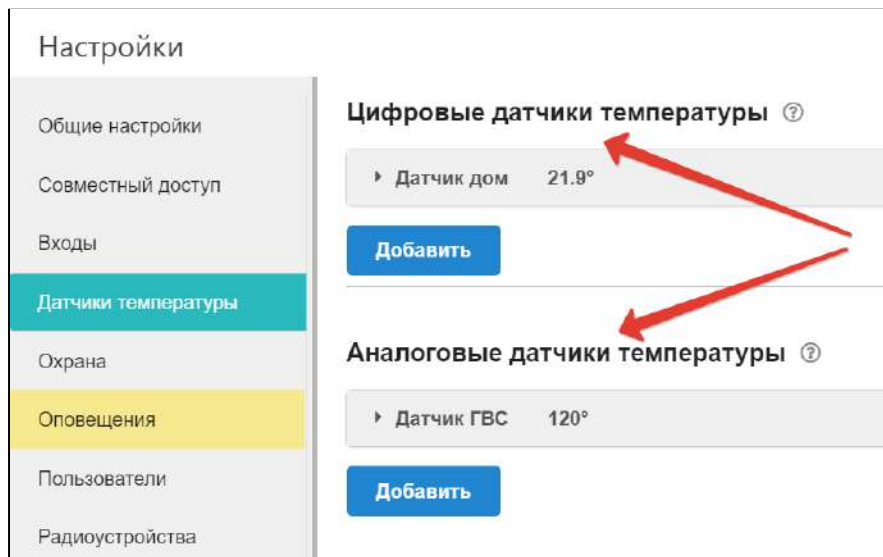 Настройки
Общие настройки
Совместный доступ
Входы
Датчики температуры
Охрана
Оповещения
Пользователи
Радиоустройства
Цифровые датчики температуры ?
Датчик дом 21.9°
Добавить
Аналоговые датчики температуры ?
Датчик ГВС 120°
Добавить